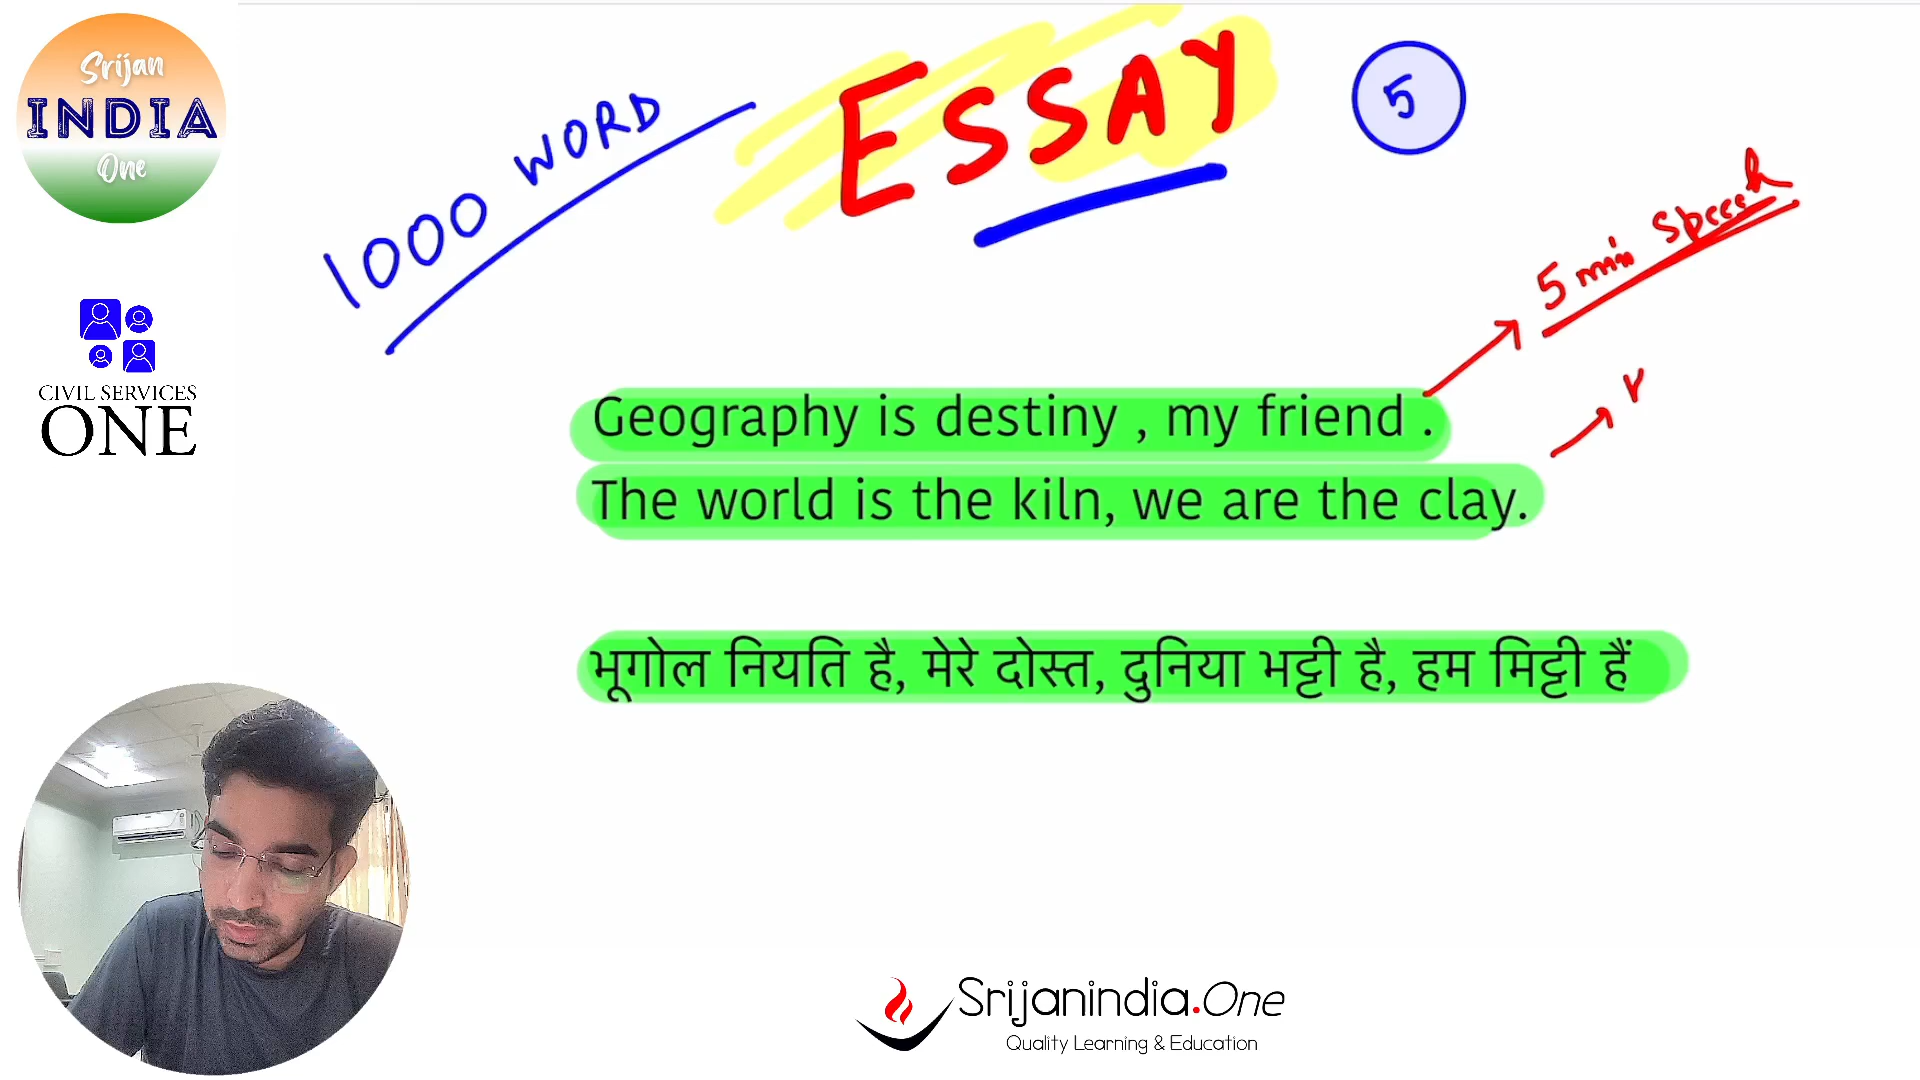 Srijan
INDIA
One
1000 WORD
ESSAY
5
5 min Speech
CIVIL SERVICES
ONE
Geography is destiny , my friend .
The world is the kiln, we are the clay.
भूगोल नियति है, मेरे दोस्त, दुनिया भट्टी है, हम मिट्टी हैं
Srijanindia.One
Quality Learning & Education